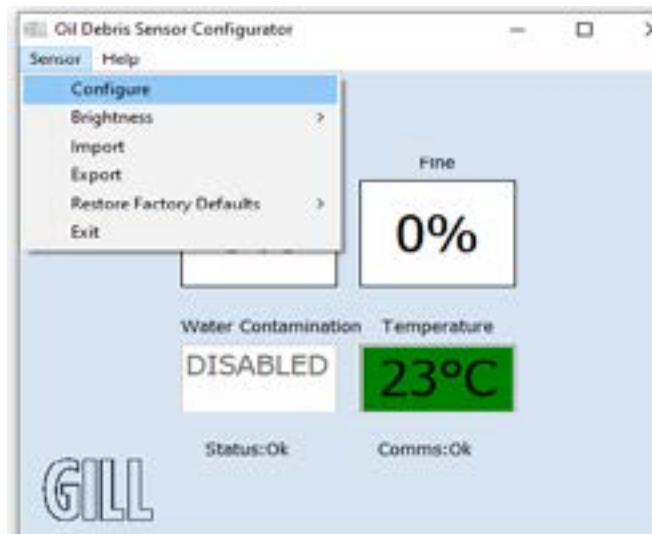 Oil Debris Sensor Configurator
Sensor Help
Configure
Brightness
Import
Export
Restore Factory Defaults
Exit
Fine
0%
Water Contamination Temperature
DISABLED 23°C
Status:Ok Comms:Ok
GILL